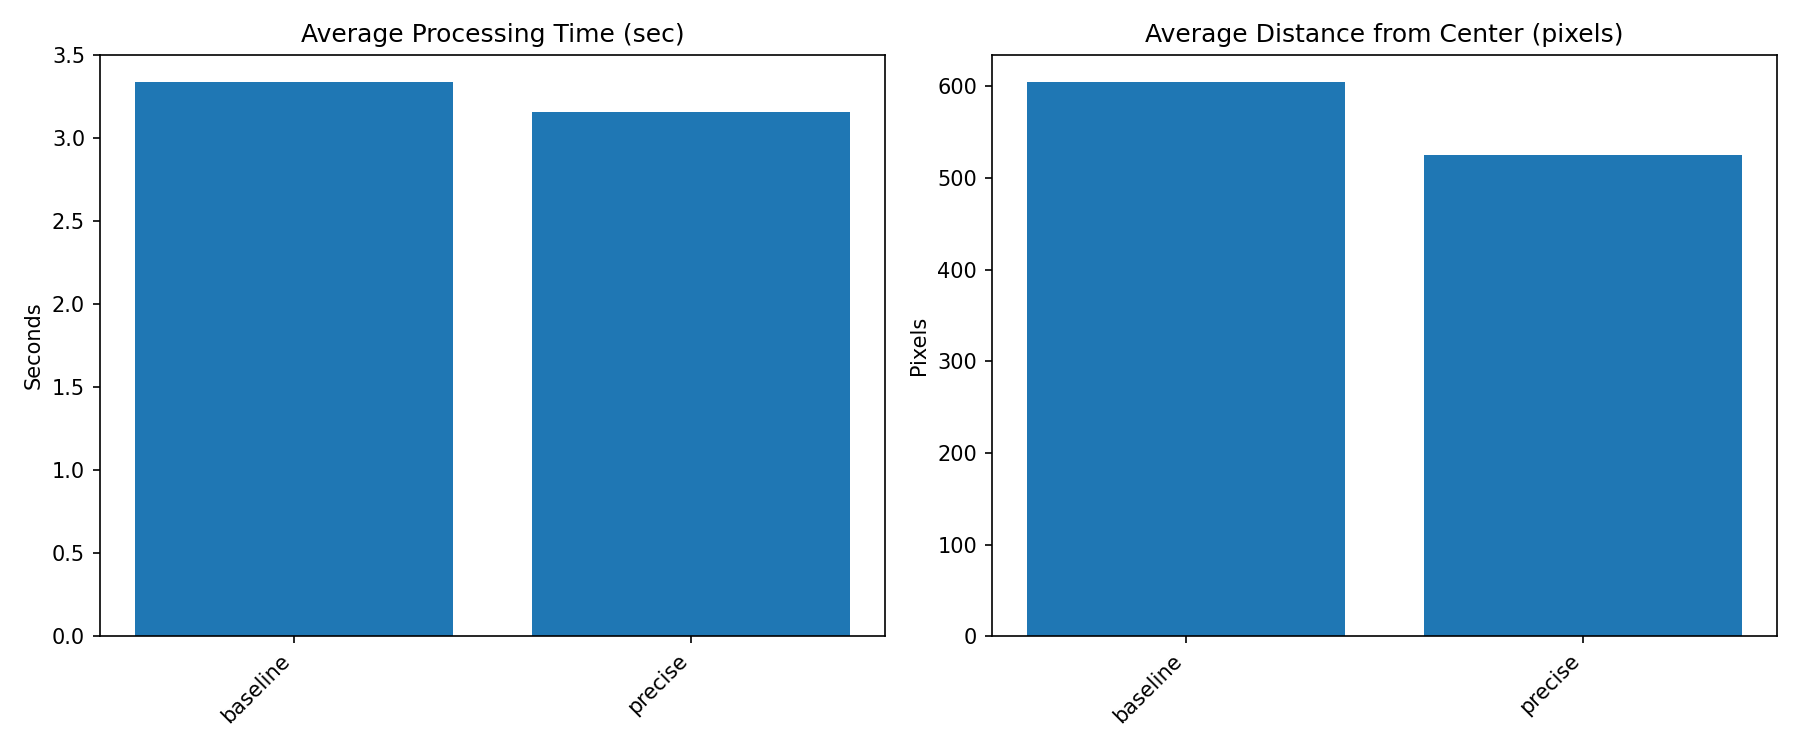 Average Processing Time (sec)
3.5
3.0
2.5
2.0
1.5
1.0
0.5
0.0
Seconds
baseline
precise
Average Distance from Center (pixels)
600
500
400
300
200
100
0
Pixels
baseline
precise